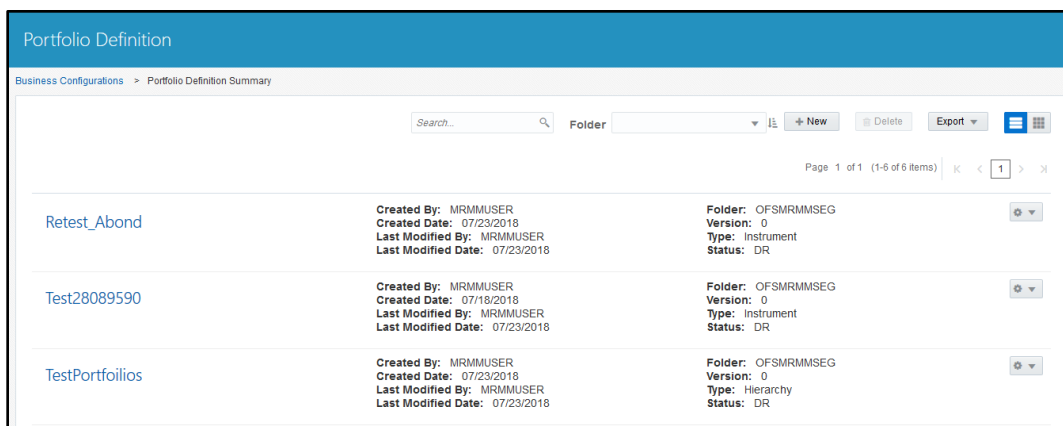 Portfolio Definition
Business Configurations > Portfolio Definition Summary
Search... Folder + New Delete Export
Page 1 of 1 (1-6 of 6 items) K < 1 > >|
Retest_Abond
Created By: MRMMUSER
Created Date: 07/23/2018
Last Modified By: MRMMUSER
Last Modified Date: 07/23/2018
Folder: OFSMRMMSEG
Version: 0
Type: Instrument
Status: DR
Test28089590
Created By: MRMMUSER
Created Date: 07/18/2018
Last Modified By: MRMMUSER
Last Modified Date: 07/23/2018
Folder: OFSMRMMSEG
Version: 0
Type: Instrument
Status: DR
TestPortfoilios
Created By: MRMMUSER
Created Date: 07/23/2018
Last Modified By: MRMMUSER
Last Modified Date: 07/23/2018
Folder: OFSMRMMSEG
Version: 0
Type: Hierarchy
Status: DR